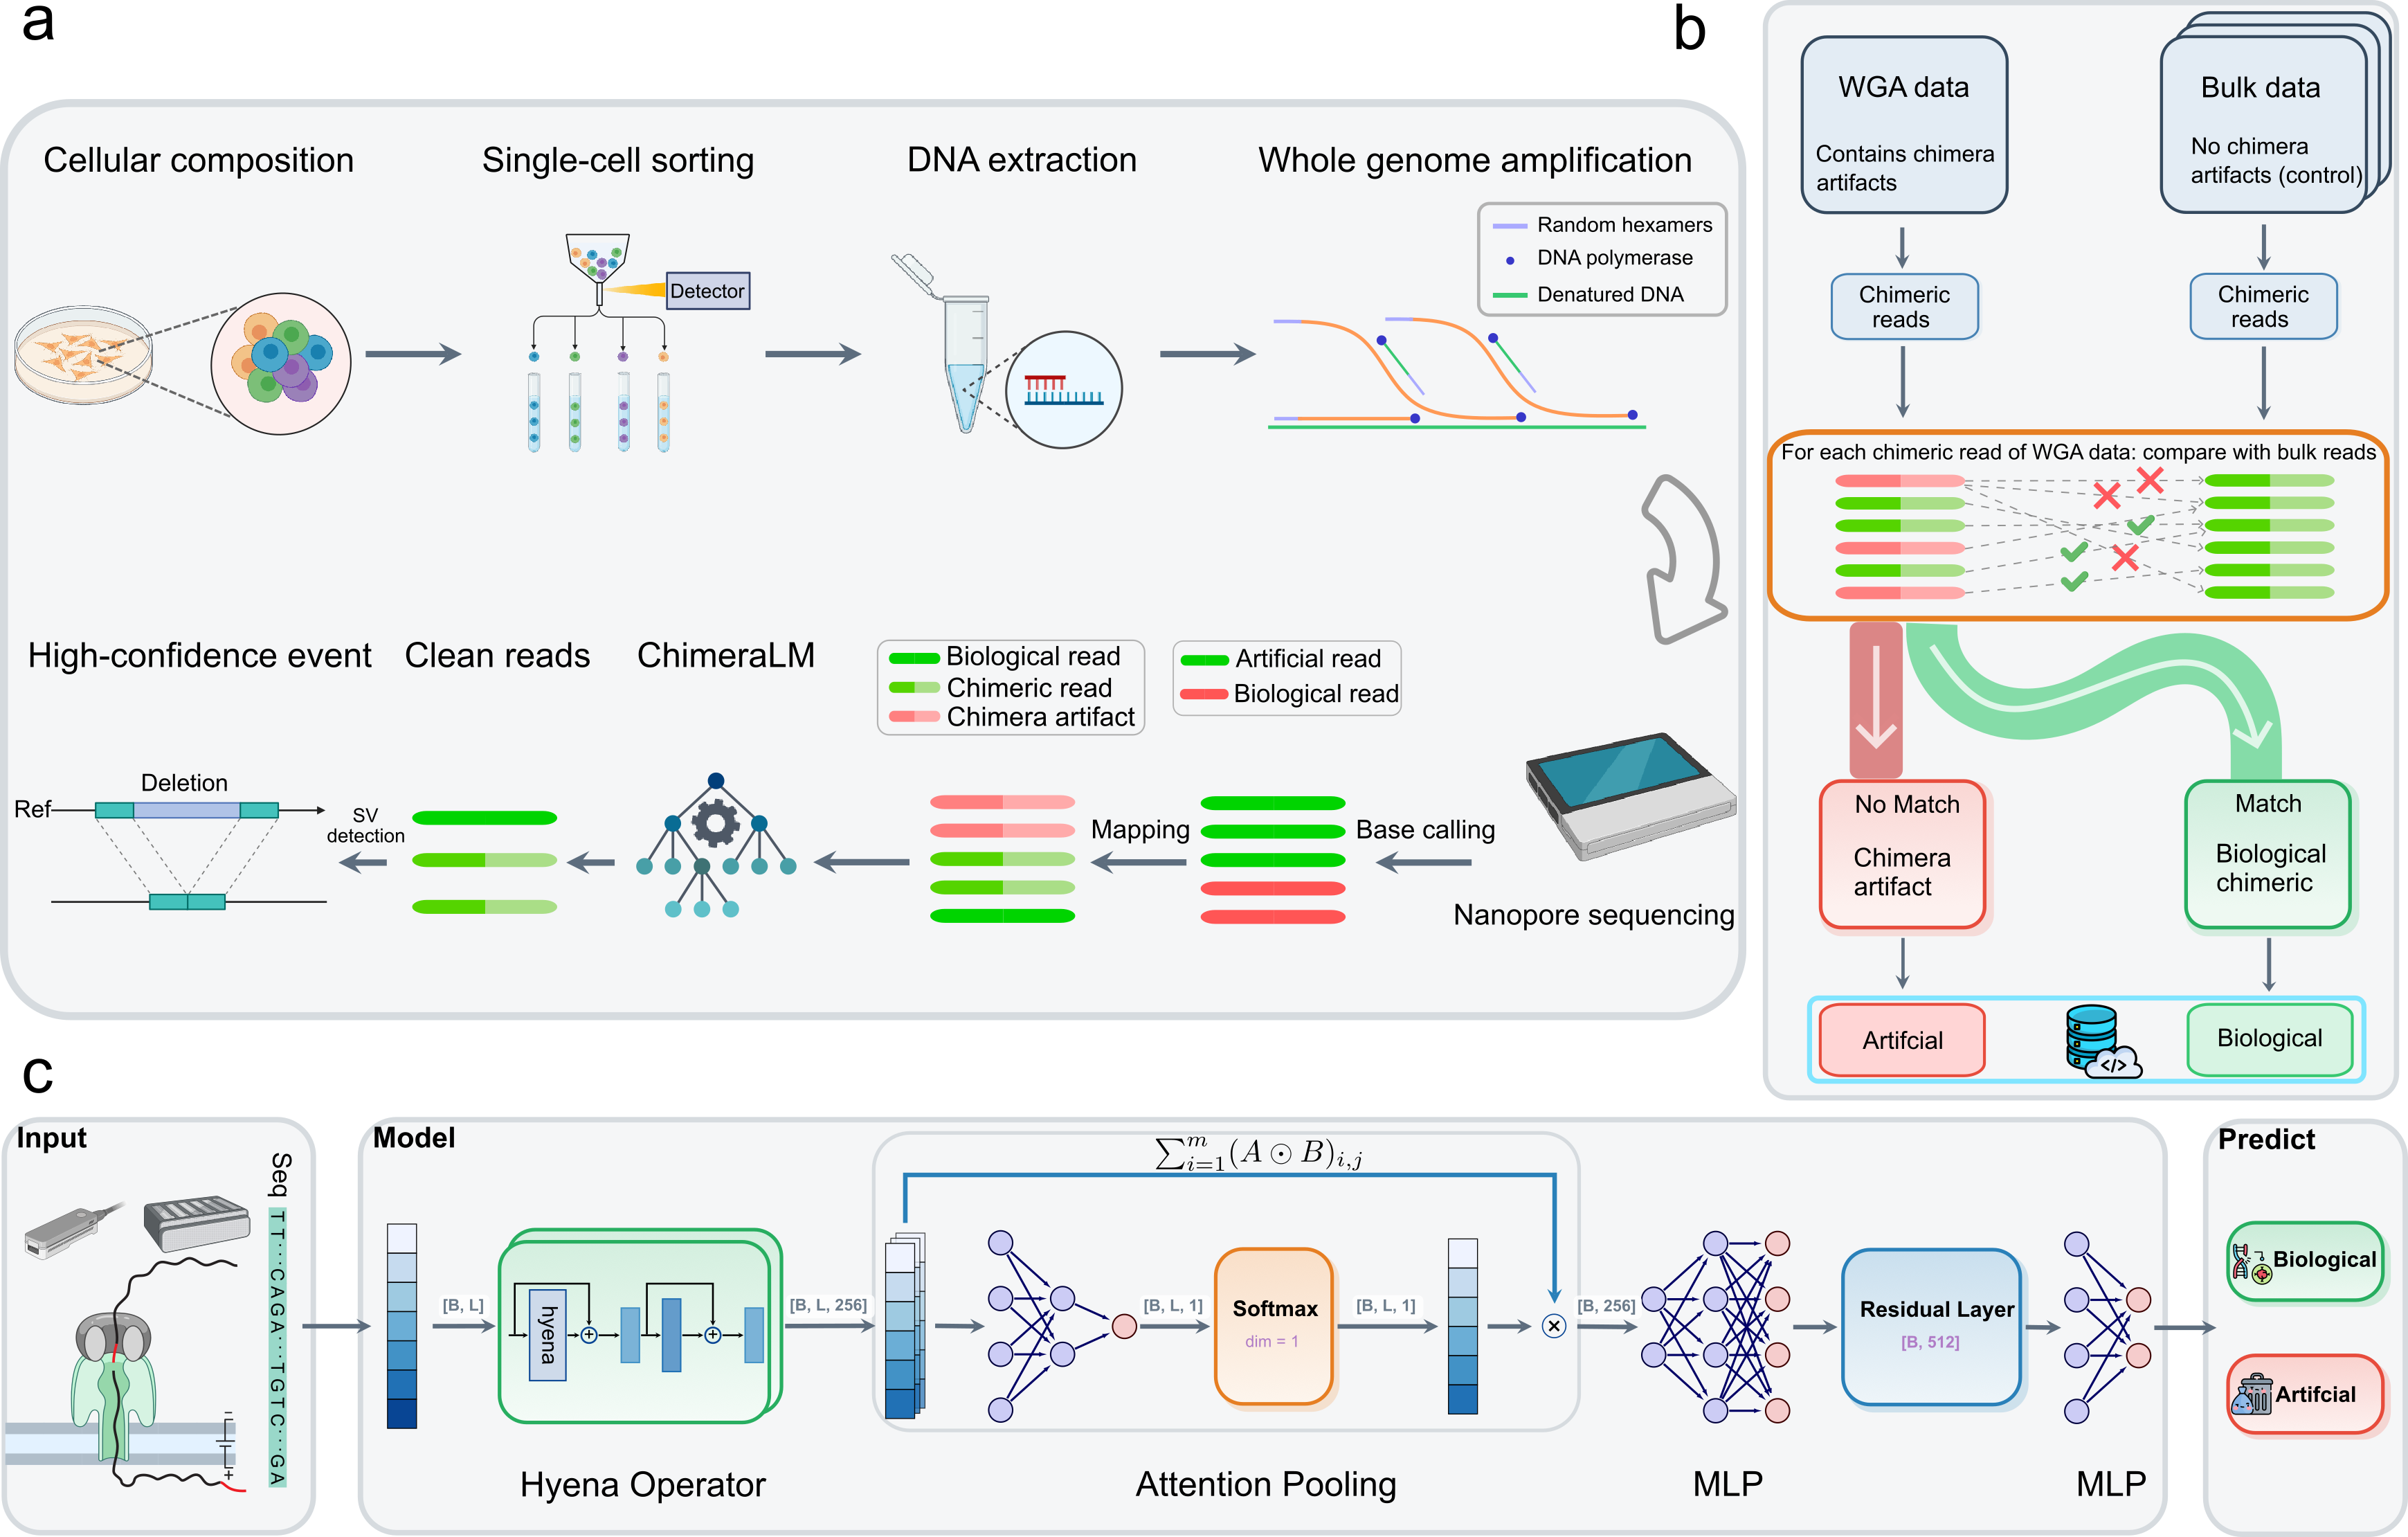 a
Cellular composition
Single-cell sorting
DNA extraction
Whole genome amplification
Detector
Random hexamers
DNA polymerase
Denatured DNA
High-confidence event
Clean reads
ChimeraLM
Biological read
Chimeric read
Chimera artifact
Artificial read
Biological read
Deletion
Ref
SV
detection
Mapping
Base calling
Nanopore sequencing
b
WGA data
Contains chimera
artifacts
Bulk data
No chimera
artifacts (control)
Chimeric
reads
Chimeric
reads
For each chimeric read of WGA data: compare with bulk reads
No Match
Chimera
artifact
Match
Biological
chimeric
Artifcial
</>
Biological
c
Input
Seq
TT···CAGA···TGTC···GA
−
+
Model
[B, L]
hyena
+
+
Hyena Operator
[B, L, 256]
∑ᵐᵢ₌₁(A ⊙ B)ᵢ,ⱼ
[B, L, 1]
Softmax
dim = 1
[B, L, 1]
×
Attention Pooling
[B, 256]
MLP
Residual Layer
[B, 512]
MLP
Predict
Biological
Artifcial